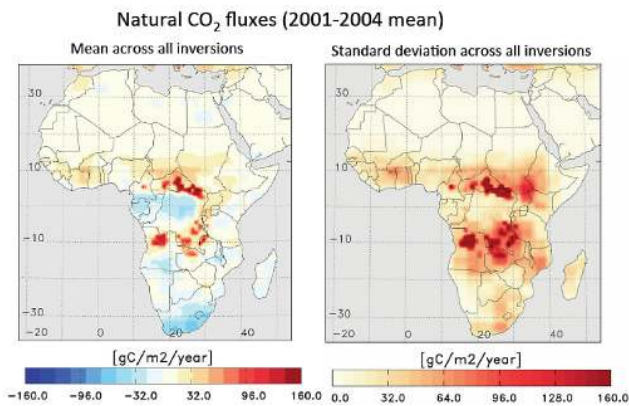 Natural CO₂ fluxes (2001-2004 mean)
Mean across all inversions
Standard deviation across all inversions
30
10
-10
-30
-20
0
20
40
30
10
-10
-30
-20
0
20
40
[gC/m2/year]
[gC/m2/year]
-160.0 -96.0 -32.0 32.0 96.0 160.0
0.0 32.0 64.0 96.0 128.0 160.0